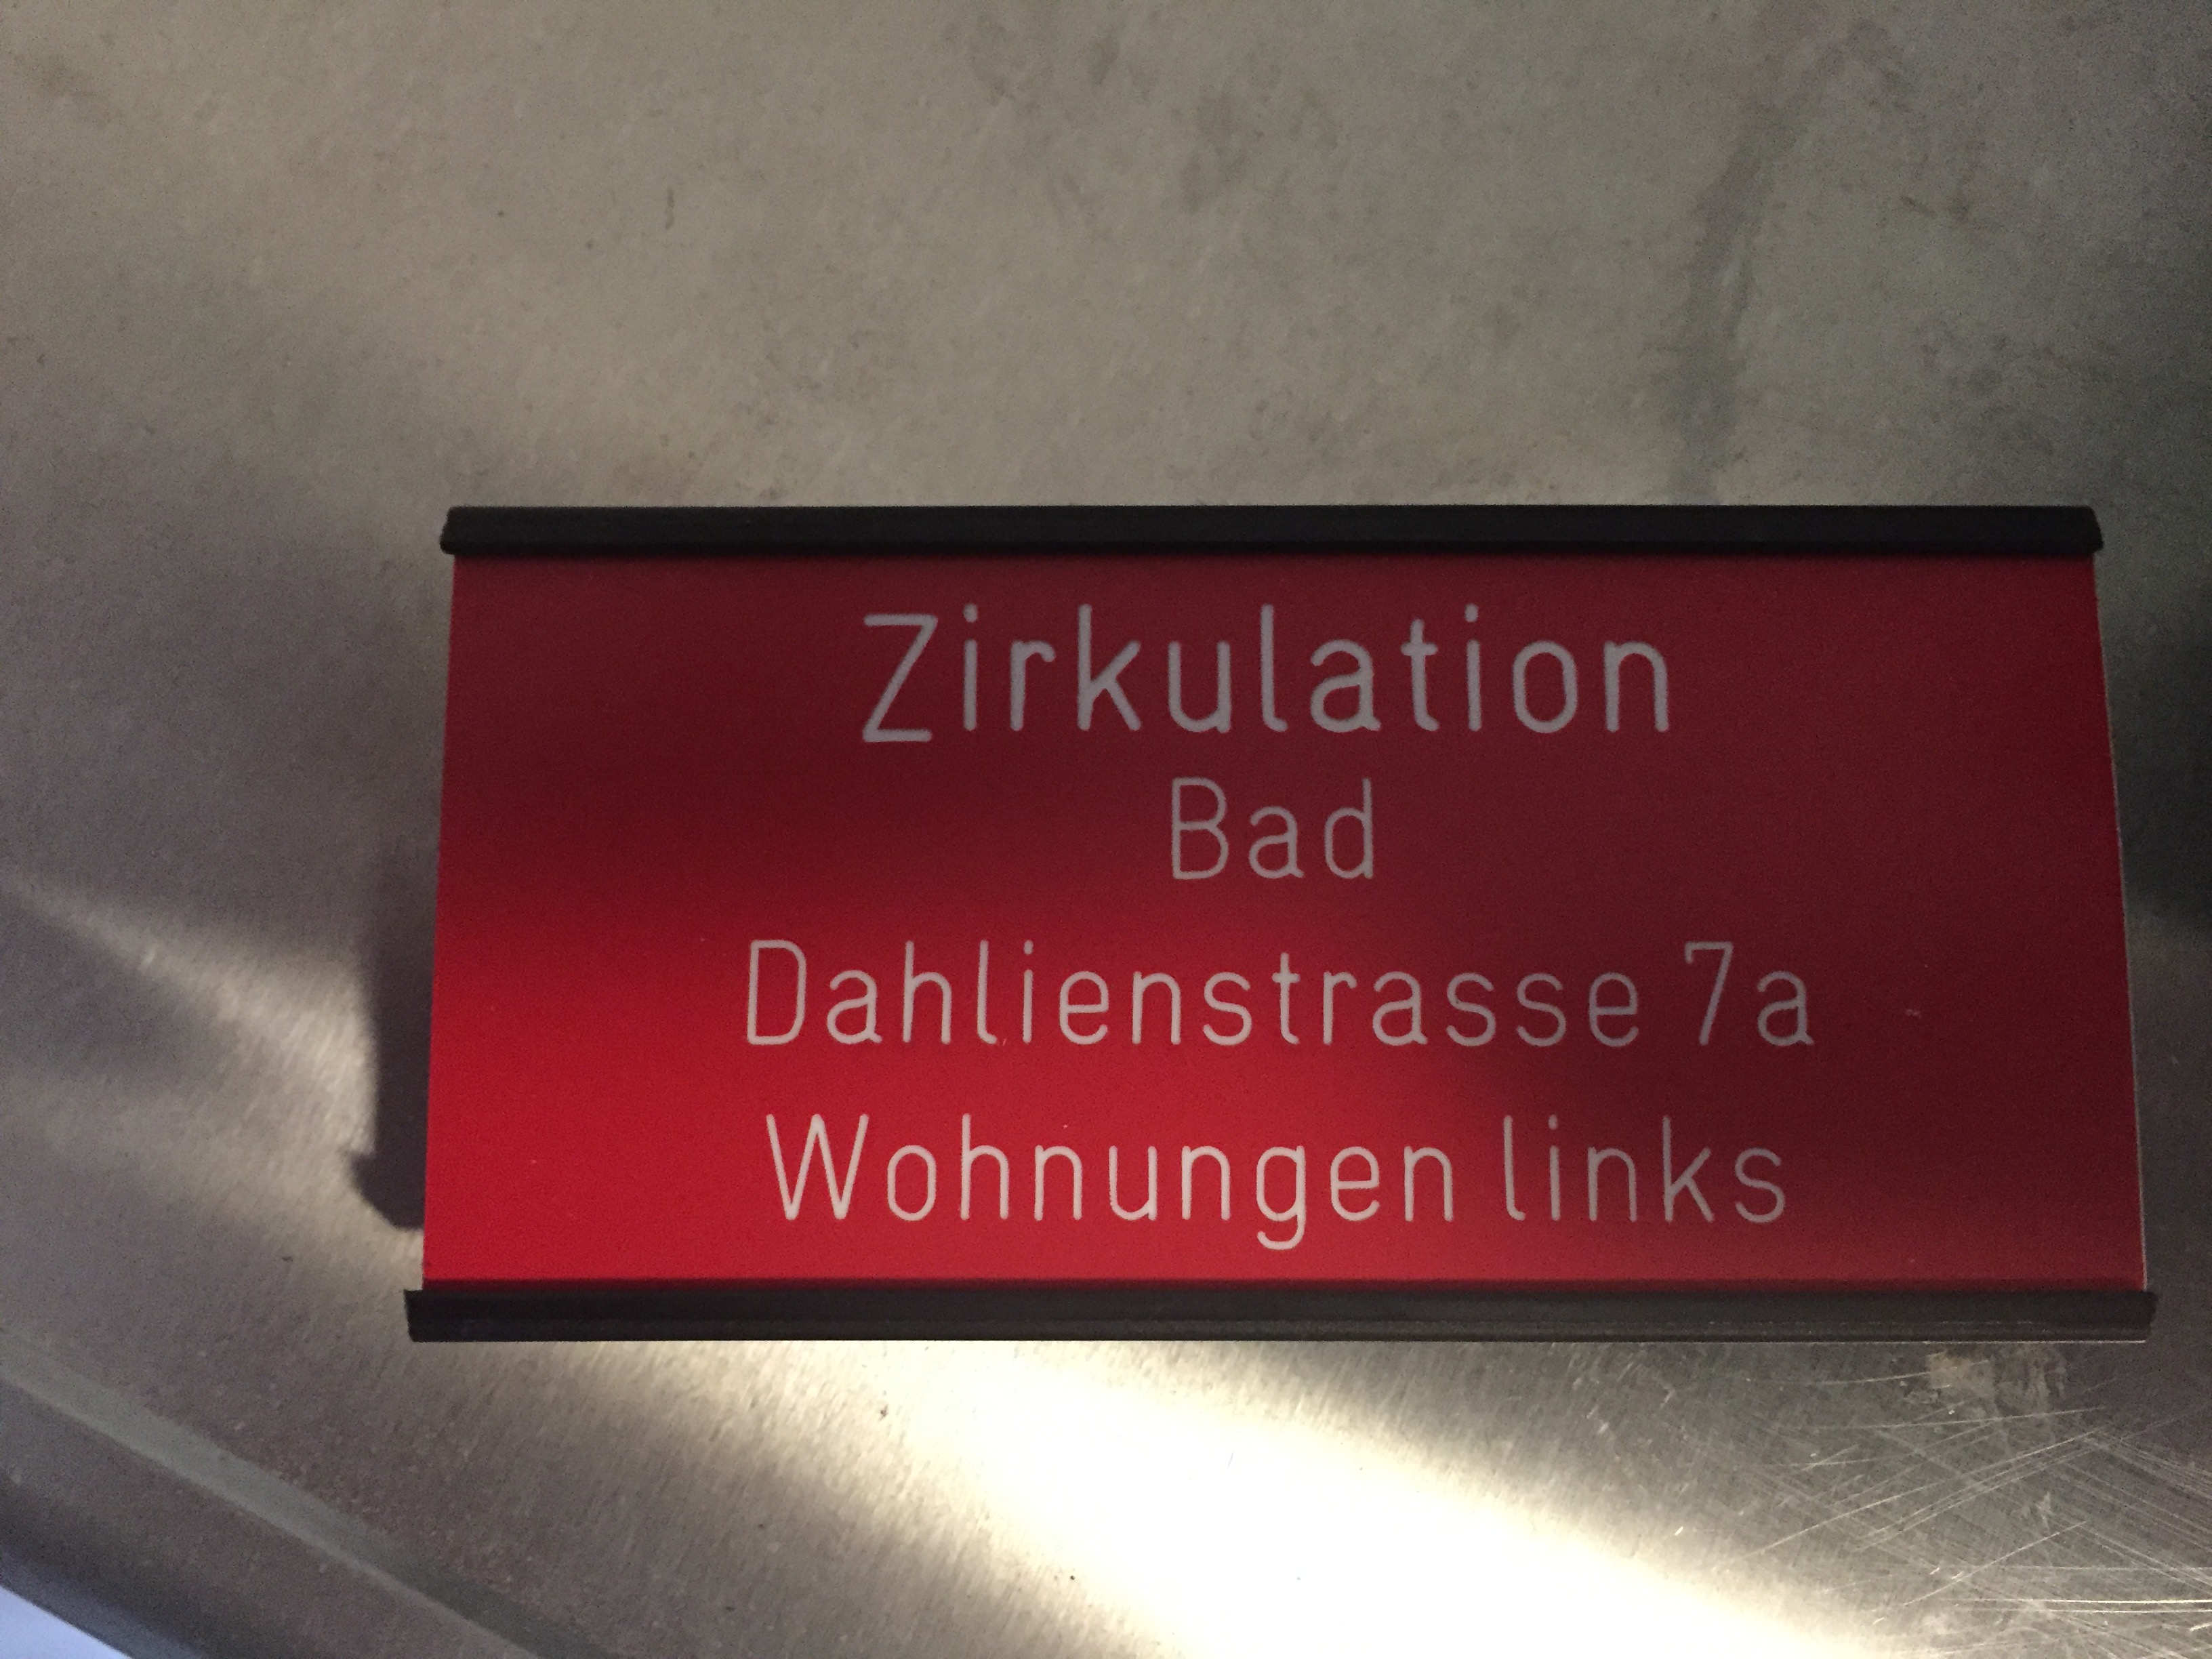 Zirkulation
Bad
Dahlienstrasse 7a
Wohnungen links